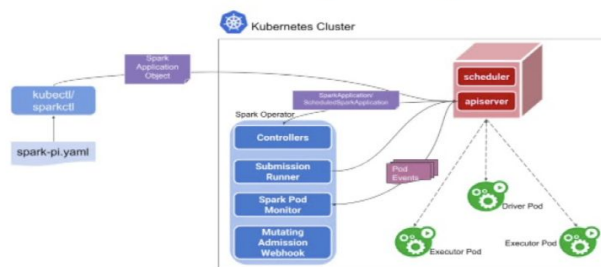 Kubernetes Cluster
Spark
Application
Object
scheduler
apiserver
kubectl/
sparkctl
SparkApplication/
ScheduledSparkApplication
Spark Operator
Controllers
spark-pi.yaml
Submission
Runner
Pod
Events
Spark Pod
Monitor
Driver Pod
Mutating
Admission
Webhook
Executor Pod
Executor Pod